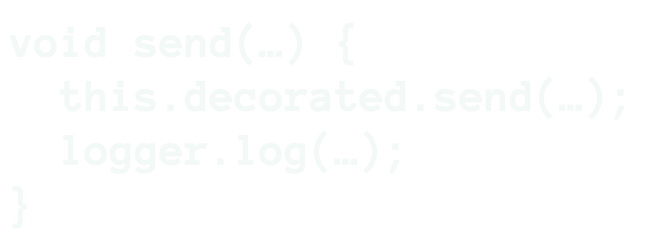 void send(…) {
  this.decorated.send(…);
  logger.log(…);
}